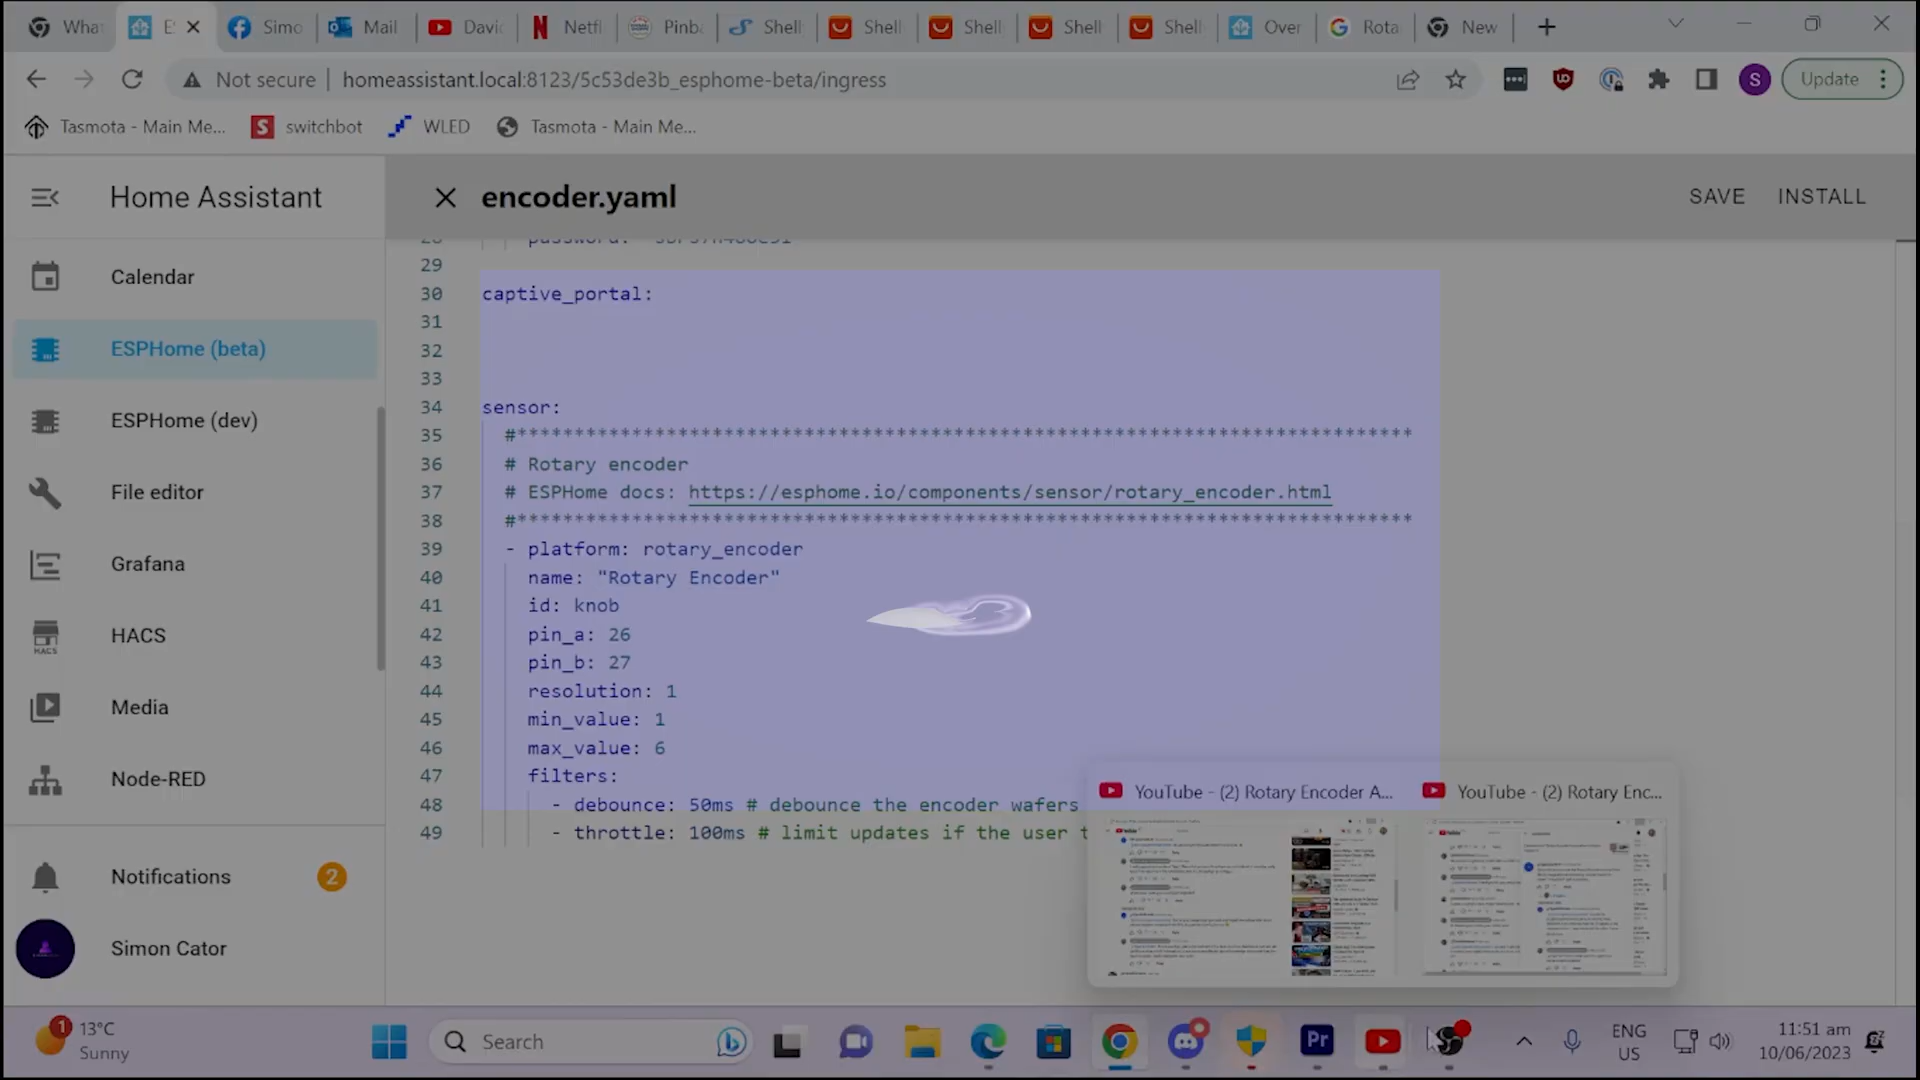 What
E
Simo
Mail
Davic
Netfl
Pinba
Shell
Shell
Shell
Shell
Shell
Over
Rota
New
Not secure
homeassistant.local:8123/5c53de3b_esphome-beta/ingress
S
Update
Tasmota - Main Me...
switchbot
WLED
Tasmota - Main Me...
Home Assistant
encoder.yaml
SAVE
INSTALL
Calendar
ESPHome (beta)
ESPHome (dev)
File editor
Grafana
HACS
HACS
Media
Node-RED
Notifications
2
Simon Cator
29
30 captive_portal:
31
32
33
34 sensor:
35 #******************************************************************************
36 # Rotary encoder
37 # ESPHome docs: https://esphome.io/components/sensor/rotary_encoder.html
38 #******************************************************************************
39 - platform: rotary_encoder
40 name: "Rotary Encoder"
41 id: knob
42 pin_a: 26
43 pin_b: 27
44 resolution: 1
45 min_value: 1
46 max_value: 6
47 filters:
48 - debounce: 50ms # debounce the encoder wafers
49 - throttle: 100ms # limit updates if the user t
YouTube - (2) Rotary Encoder A...
YouTube - (2) Rotary Enc...
1
13°C
Sunny
Search
Pr
ENG
US
11:51 am
10/06/2023